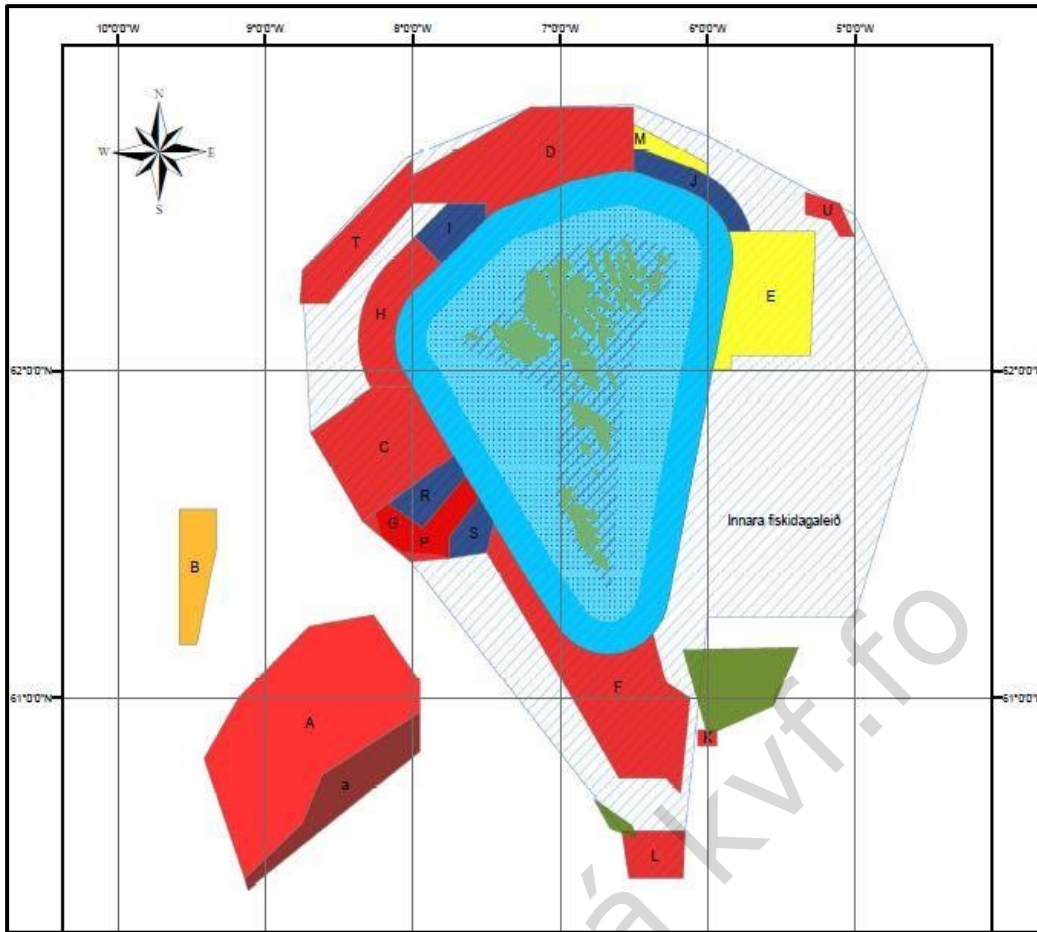 10°0'0"W 9°0'0"W 8°0'0"W 7°0'0"W 6°0'0"W 5°0'0"W
N
W E
S
M
D
J
U
I
T
E
H
62°0'0"N 62°0'0"N
C
R
G
P
S
Innara fiskidagaleið
B
61°0'0"N 61°0'0"N
F
A
K
a
L
á kvf.fo